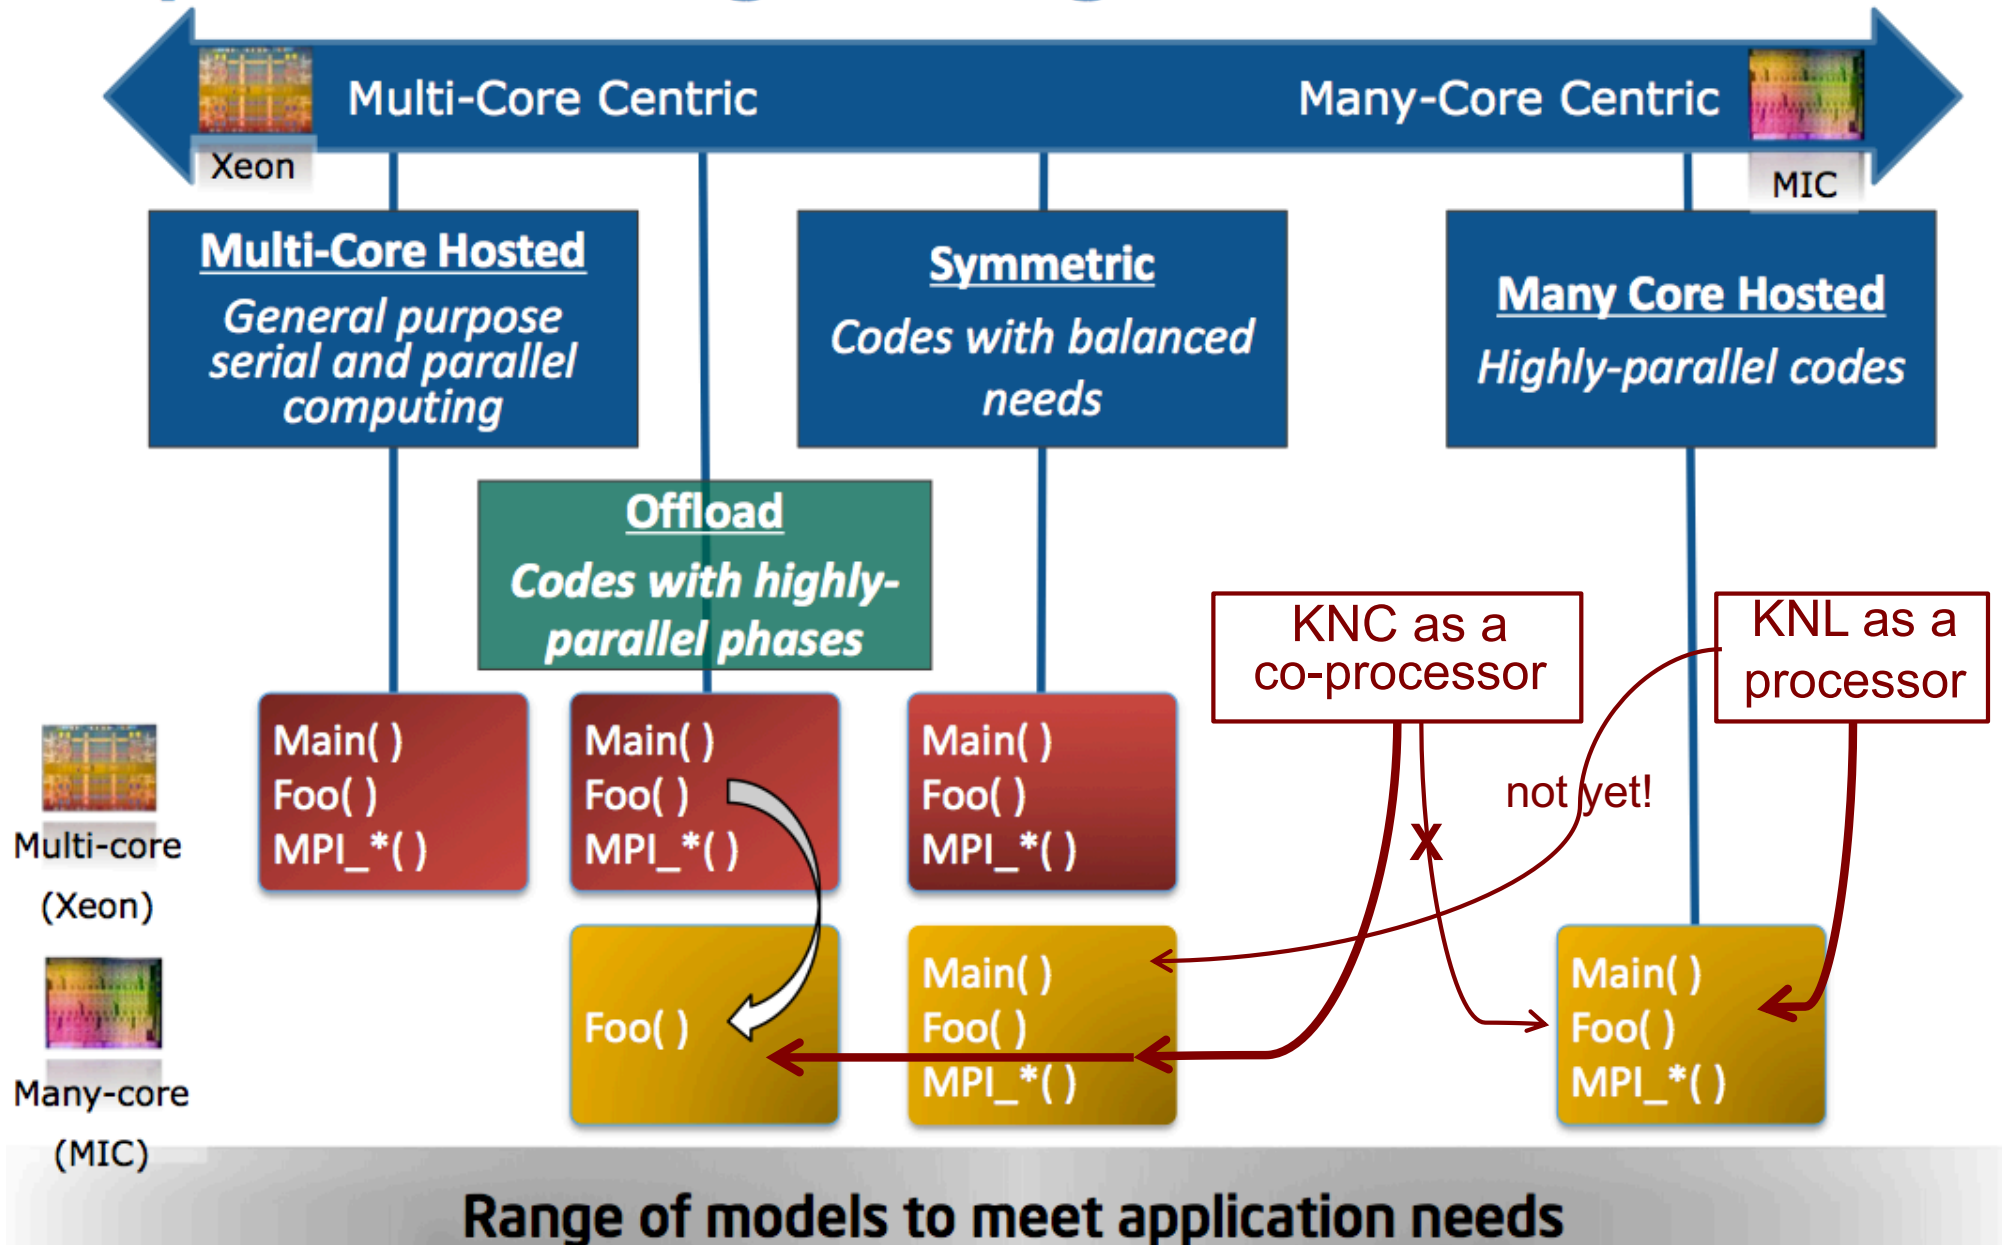 Multi-Core Centric
Many-Core Centric
Xeon
MIC
Multi-Core Hosted
General purpose
serial and parallel
computing
Symmetric
Codes with balanced
needs
Many Core Hosted
Highly-parallel codes
Offload
Codes with highly-
parallel phases
KNC as a
co-processor
KNL as a
processor
not yet!
X
Multi-core
(Xeon)
Main( )
Foo( )
MPI_*( )
Main( )
Foo( )
MPI_*( )
Main( )
Foo( )
MPI_*( )
Many-core
(MIC)
Foo( )
Main( )
Foo( )
MPI_*( )
Main( )
Foo( )
MPI_*( )
Range of models to meet application needs